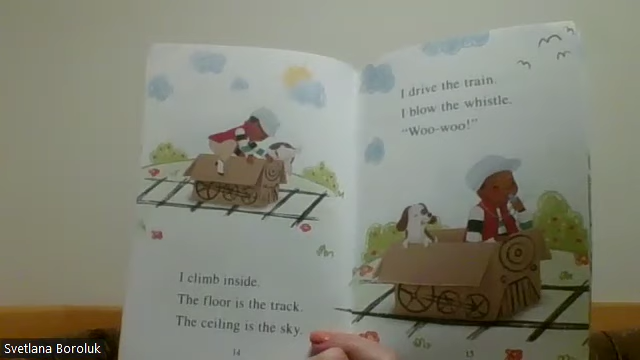 I climb inside.
The floor is the track.
The ceiling is the sky.
14
I drive the train.
I blow the whistle.
"Woo-woo!"
15
Svetlana Boroluk